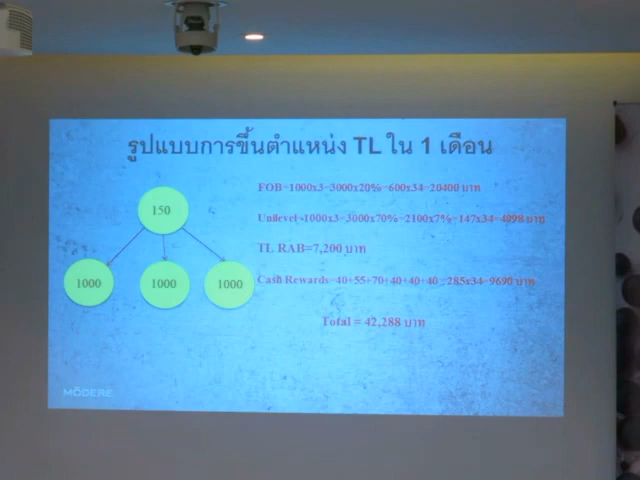 รูปแบบการขึ้นตำแหน่ง TL ใน 1 เดือน
150
1000
1000
1000
FOB=1000x3=3000x20%=600x34=20400 บาท
Unilevel=1000x3=3000x70%=2100x7%=147x34=4998 บาท
TL RAB=7,200 บาท
Cash Rewards=40+55+70+40+40+40=285x34=9690 บาท
Total = 42,288 บาท
MODERE